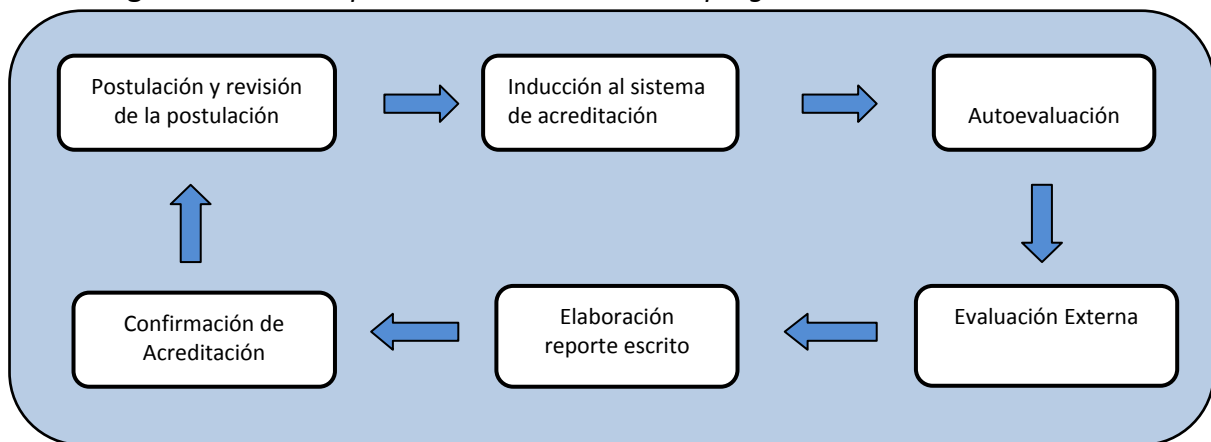 Postulación y revisión
de la postulación
Inducción al sistema
de acreditación
Autoevaluación
Evaluación Externa
Elaboración
reporte escrito
Confirmación de
Acreditación